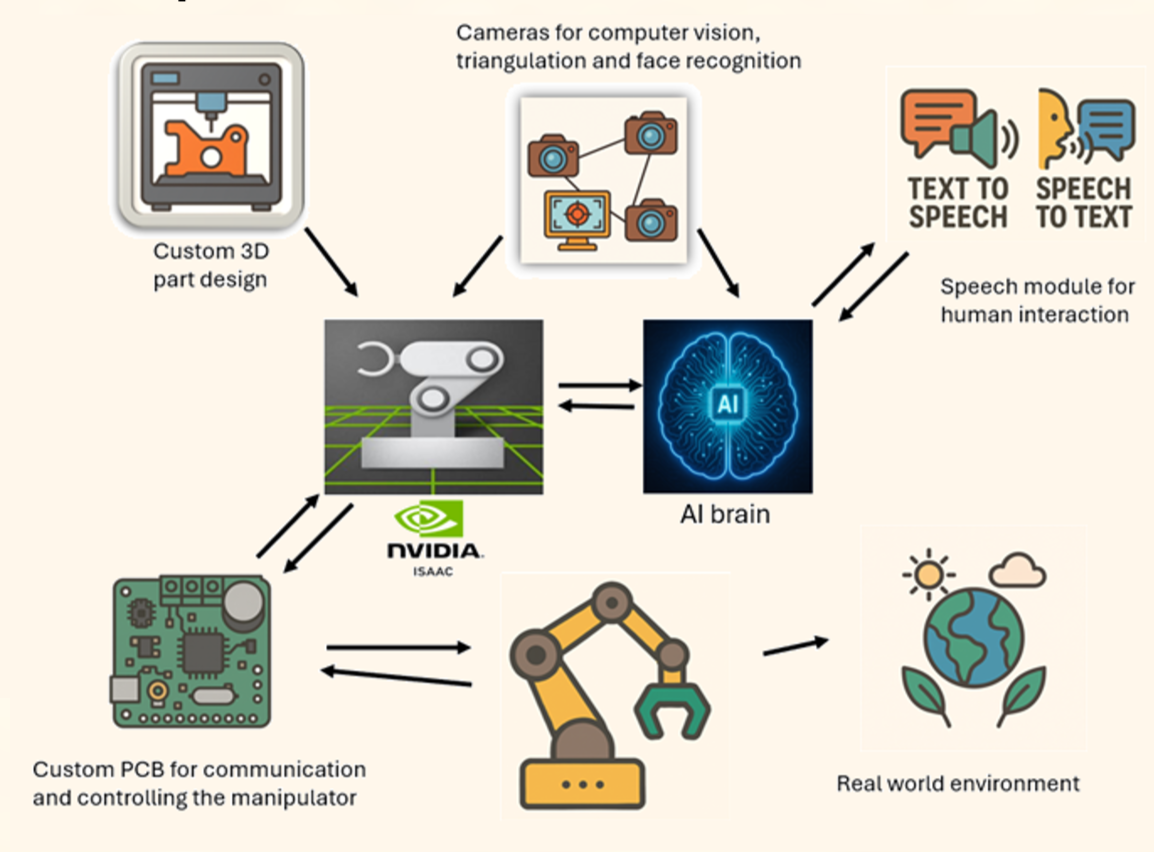 Cameras for computer vision,
triangulation and face recognition
TEXT TO
SPEECH
SPEECH
TO TEXT
Custom 3D
part design
Speech module for
human interaction
AI
AI brain
NVIDIA.
ISAAC
Custom PCB for communication
and controlling the manipulator
Real world environment